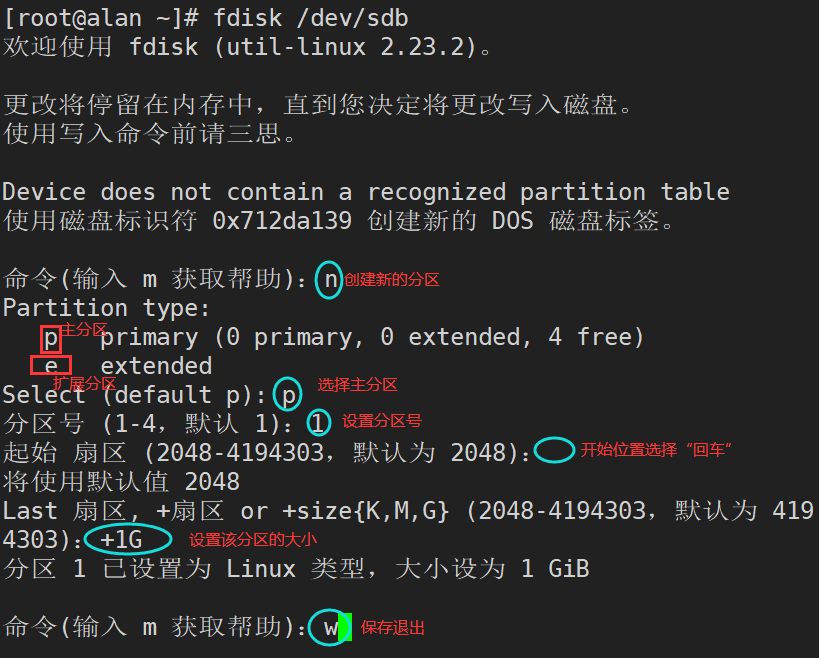 [root@alan ~]# fdisk /dev/sdb
欢迎使用 fdisk (util-linux 2.23.2)。
更改将停留在内存中，直到您决定将更改写入磁盘。
使用写入命令前请三思。
Device does not contain a recognized partition table
使用磁盘标识符 0x712da139 创建新的 DOS 磁盘标签。
命令(输入 m 获取帮助)：n 创建新的分区
Partition type:
p 主分区 primary (0 primary, 0 extended, 4 free)
e extended
扩展分区
Select (default p): p 选择主分区
分区号 (1-4，默认 1)：1 设置分区号
起始 扇区 (2048-4194303，默认为 2048)： 开始位置选择“回车”
将使用默认值 2048
Last 扇区, +扇区 or +size{K,M,G} (2048-4194303，默认为 419
4303)：+1G 设置该分区的大小
分区 1 已设置为 Linux 类型，大小设为 1 GiB
命令(输入 m 获取帮助)：w 保存退出